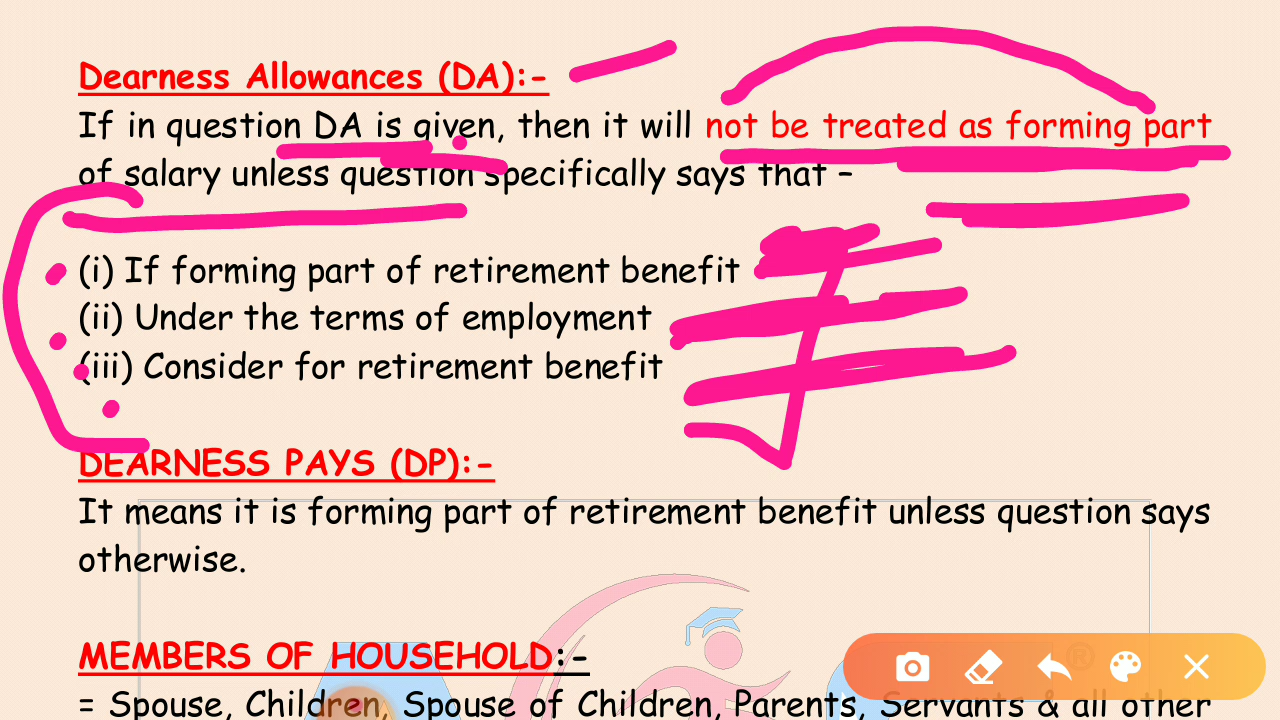 Dearness Allowances (DA):-
If in question DA is given, then it will not be treated as forming part
of salary unless question specifically says that –
(i) If forming part of retirement benefit
(ii) Under the terms of employment
(iii) Consider for retirement benefit
DEARNESS PAYS (DP):-
It means it is forming part of retirement benefit unless question says
otherwise.
MEMBERS OF HOUSEHOLD:-
= Spouse, Children, Spouse of Children, Parents, Servants & all other